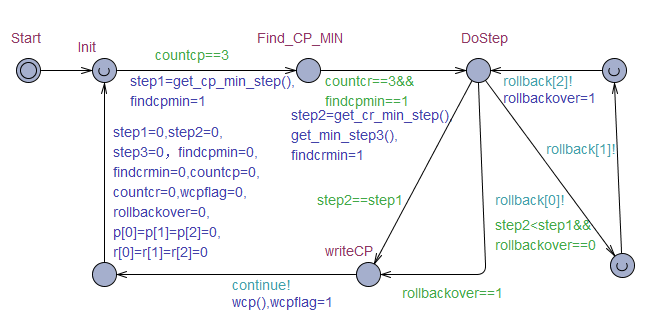 Start
Init
countcp==3
Find_CP_MIN
DoStep
step1=get_cp_min_step(),
findcpmin=1
countcr==3&&
findcpmin==1
step2=get_cr_min_step()
get_min_step3(),
findcrmin=1
rollback[2]!
rollbackover=1
rollback[1]!
step1=0,step2=0,
step3=0，findcpmin=0,
findcrmin=0,countcp=0,
countcr=0,wcpflag=0,
rollbackover=0,
p[0]=p[1]=p[2]=0,
r[0]=r[1]=r[2]=0
step2==step1
rollback[0]!
step2<step1&&
rollbackover==0
writeCP
continue!
wcp(),wcpflag=1
rollbackover==1